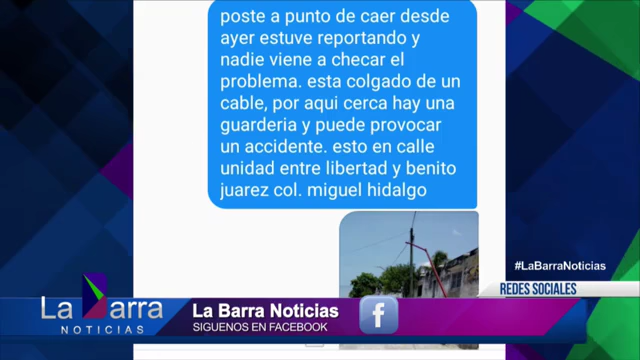 poste a punto de caer desde
ayer estuve reportando y
nadie viene a checar el
problema. esta colgado de un
cable, por aqui cerca hay una
guarderia y puede provocar
un accidente. esto en calle
unidad entre libertad y benito
juarez col. miguel hidalgo
#LaBarraNoticias
REDES SOCIALES
La Barra
NOTICIAS
La Barra Noticias
SIGUENOS EN FACEBOOK
f